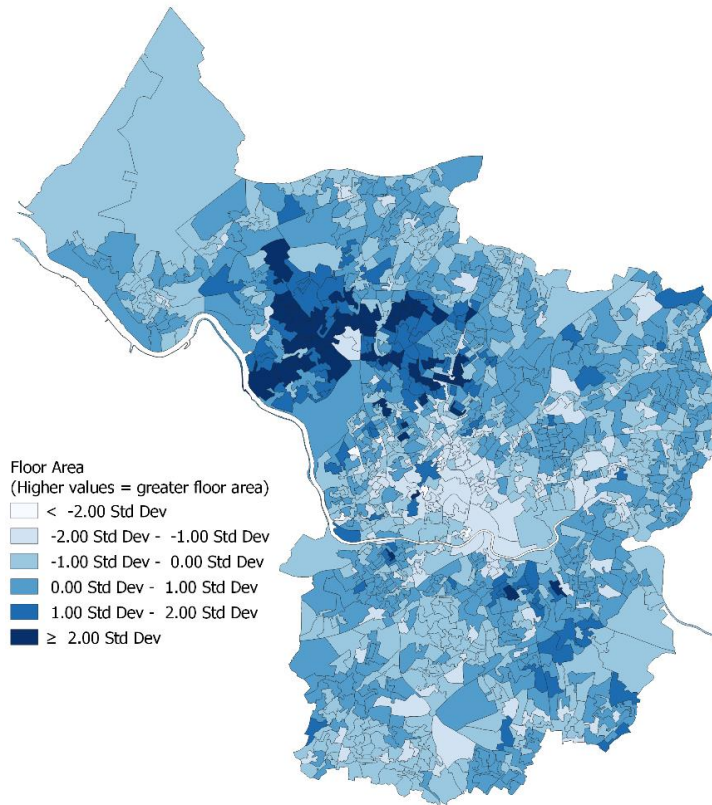 Floor Area
(Higher values = greater floor area)
< -2.00 Std Dev
-2.00 Std Dev - -1.00 Std Dev
-1.00 Std Dev - 0.00 Std Dev
0.00 Std Dev - 1.00 Std Dev
1.00 Std Dev - 2.00 Std Dev
≥ 2.00 Std Dev